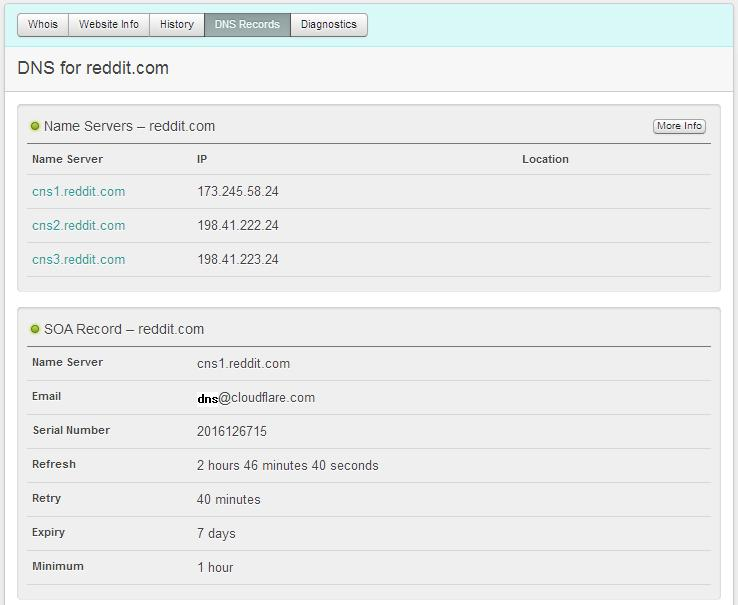 Whois Website Info History DNS Records Diagnostics
DNS for reddit.com
Name Servers – reddit.com More Info
Name Server IP Location
cns1.reddit.com 173.245.58.24
cns2.reddit.com 198.41.222.24
cns3.reddit.com 198.41.223.24
SOA Record – reddit.com
Name Server cns1.reddit.com
Email dns@cloudflare.com
Serial Number 2016126715
Refresh 2 hours 46 minutes 40 seconds
Retry 40 minutes
Expiry 7 days
Minimum 1 hour